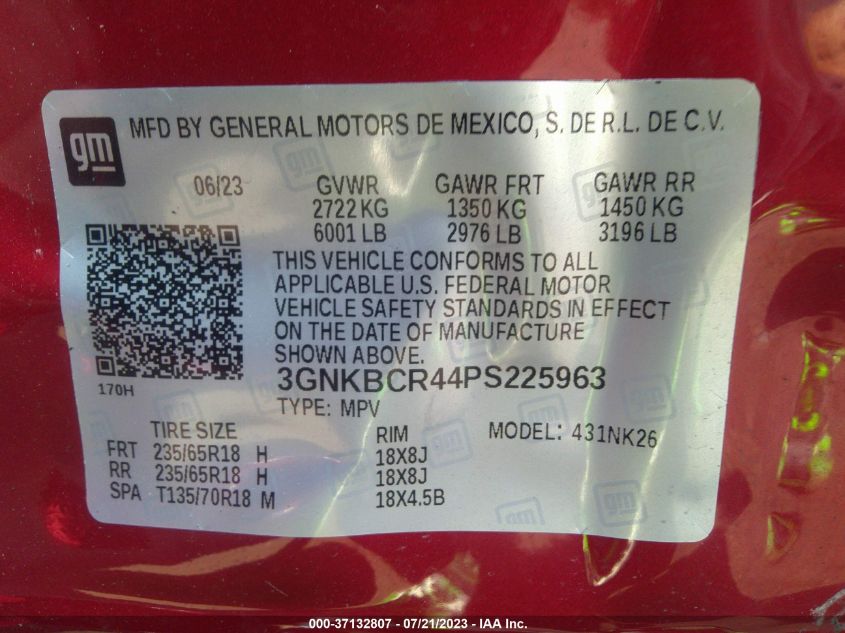 gm MFD BY GENERAL MOTORS DE MEXICO, S. DE R.L. DE C.V.
06/23 GVWR GAWR FRT GAWR RR
2722 KG 1350 KG 1450 KG
6001 LB 2976 LB 3196 LB
THIS VEHICLE CONFORMS TO ALL
APPLICABLE U.S. FEDERAL MOTOR
VEHICLE SAFETY STANDARDS IN EFFECT
ON THE DATE OF MANUFACTURE
SHOWN ABOVE.
170H
3GNKBCR44PS225963
TYPE: MPV
TIRE SIZE RIM MODEL: 431NK26
FRT 235/65R18 H 18X8J
RR 235/65R18 H 18X8J
SPA T135/70R18 M 18X4.5B
000-37132807 - 07/21/2023 - IAA Inc.